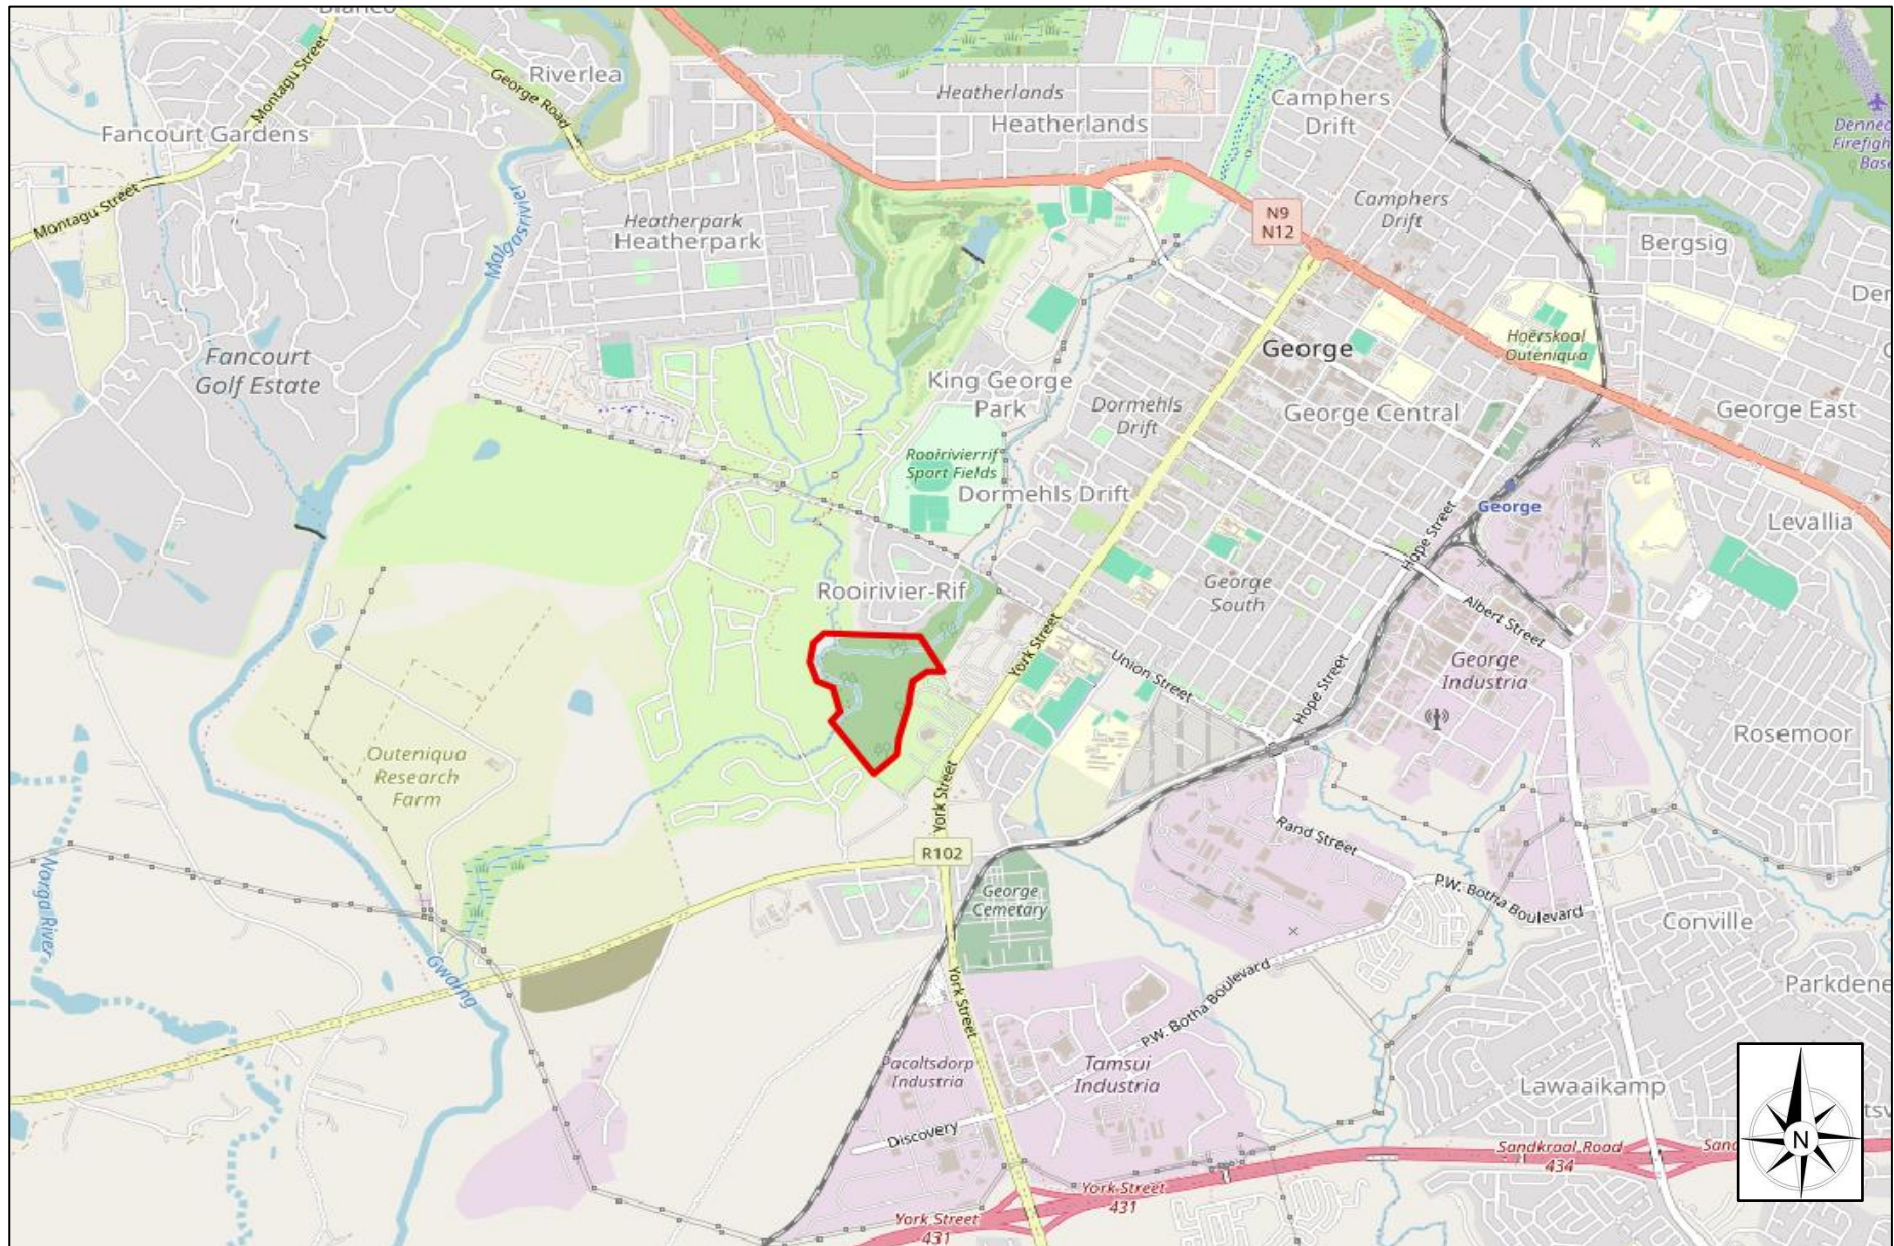 Blanco
Riverlea
Montagu Street
George Road
Fancourt Gardens
Montagu Street
Malgasrivier
Heatherlands
Heatherlands
Camphers
Drift
Firefigh
Base
N9
N12
Camphers
Drift
Heatherpark
Heatherpark
Bergsig
Fancourt
Golf Estate
George
Hoërskool
Outeniqua
King George
Park
Dormehls
Drift
George Central
George East
Rooirivierrif
Sport Fields
Dormehls Drift
George
Levallia
Hope Street
Rooirivier-Rif
George
South
Albert Street
York Street
Union Street
George
Industria
Hope Street
Rosemoor
Outeniqua
Research
Farm
York Street
Rand Street
R102
Norga River
George
Cemetary
P.W. Botha Boulevard
Conville
Gwaing
York Street
P.W. Botha Boulevard
Parkdene
Pacaltsdorp
Industria
Tamsui
Industria
Lawaaikamp
Discovery
N
Sandkraal Road
434
Sand
York Street
431
York Street
431